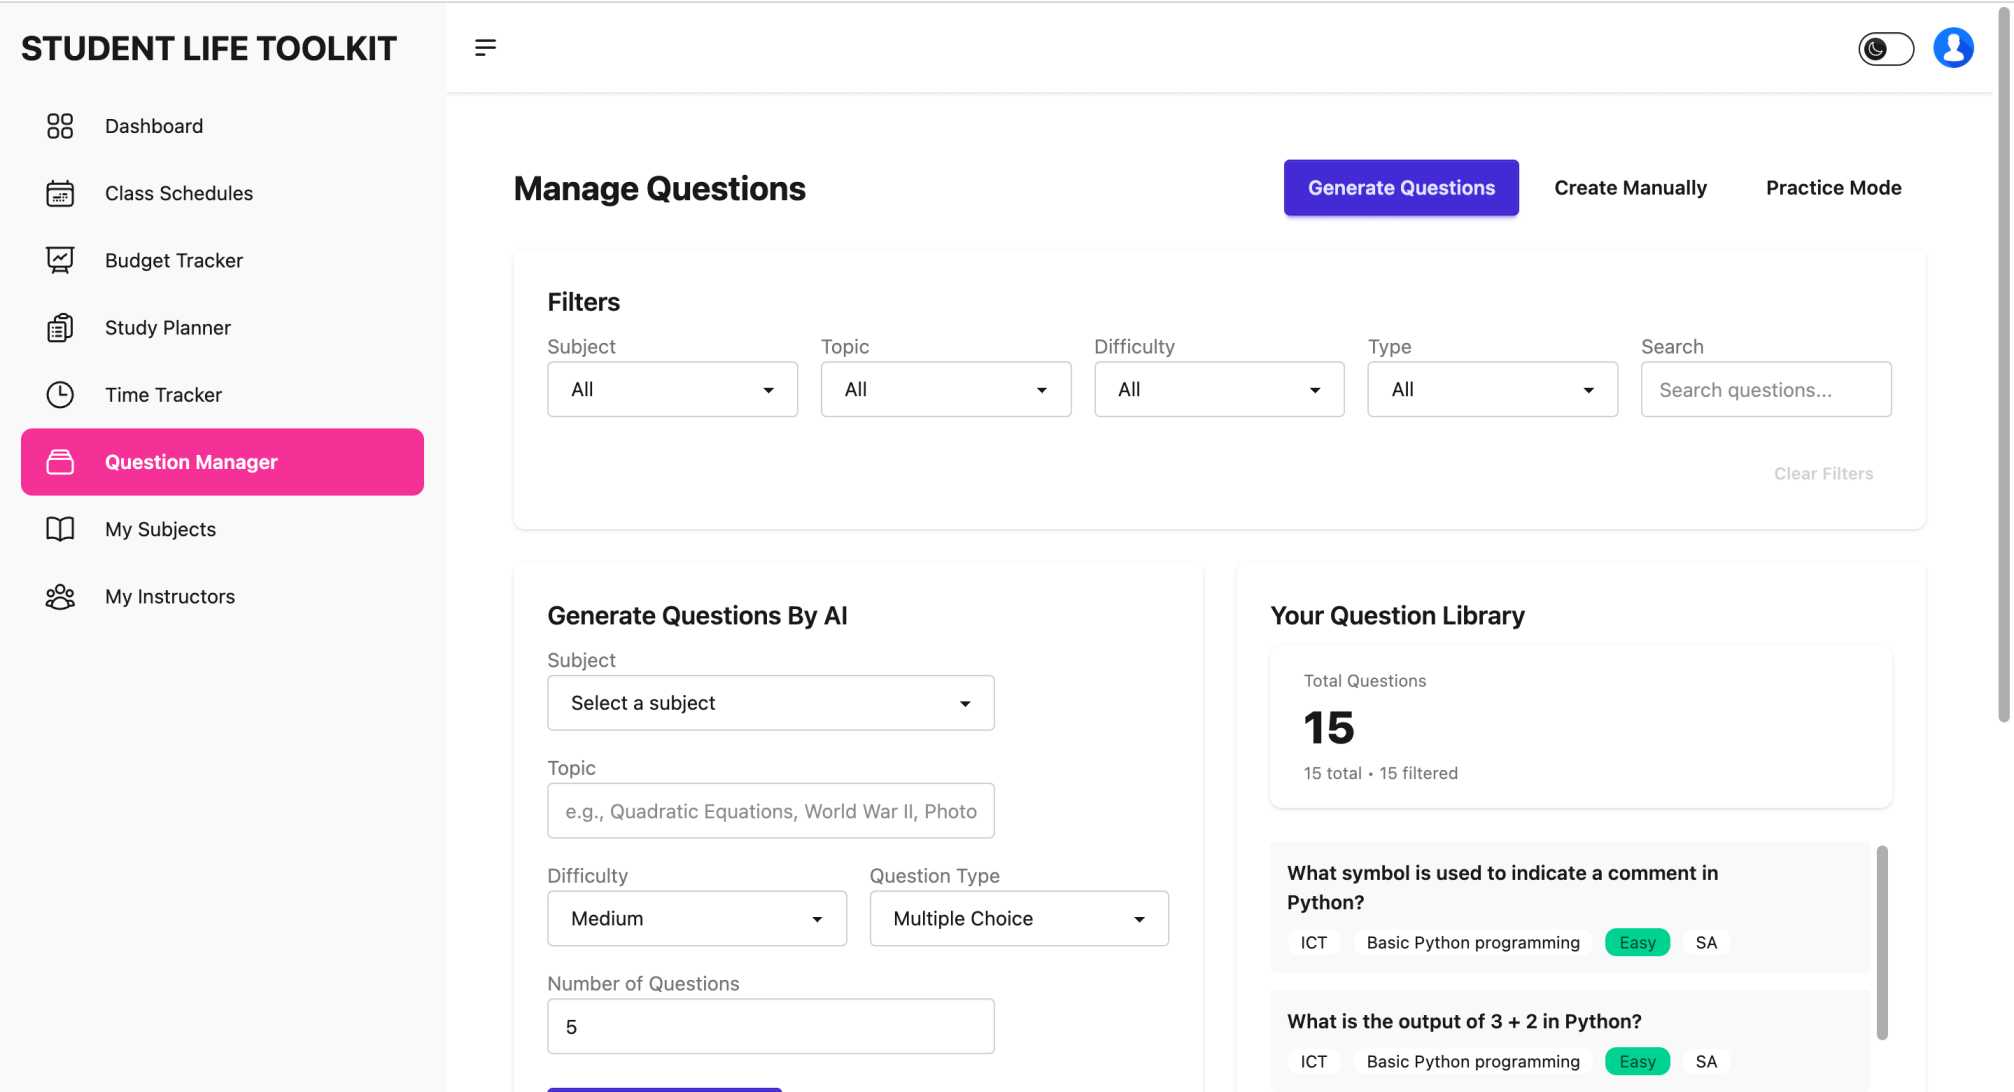 STUDENT LIFE TOOLKIT
Dashboard
Class Schedules
Budget Tracker
Study Planner
Time Tracker
Question Manager
My Subjects
My Instructors
Manage Questions
Generate Questions
Create Manually
Practice Mode
Filters
Subject
Topic
Difficulty
Type
Search
All
All
All
All
Search questions...
Clear Filters
Generate Questions By AI
Subject
Select a subject
Topic
e.g., Quadratic Equations, World War II, Photo
Difficulty
Question Type
Medium
Multiple Choice
Number of Questions
5
Your Question Library
Total Questions
15
15 total • 15 filtered
What symbol is used to indicate a comment in
Python?
ICT
Basic Python programming
Easy
SA
What is the output of 3 + 2 in Python?
ICT
Basic Python programming
Easy
SA